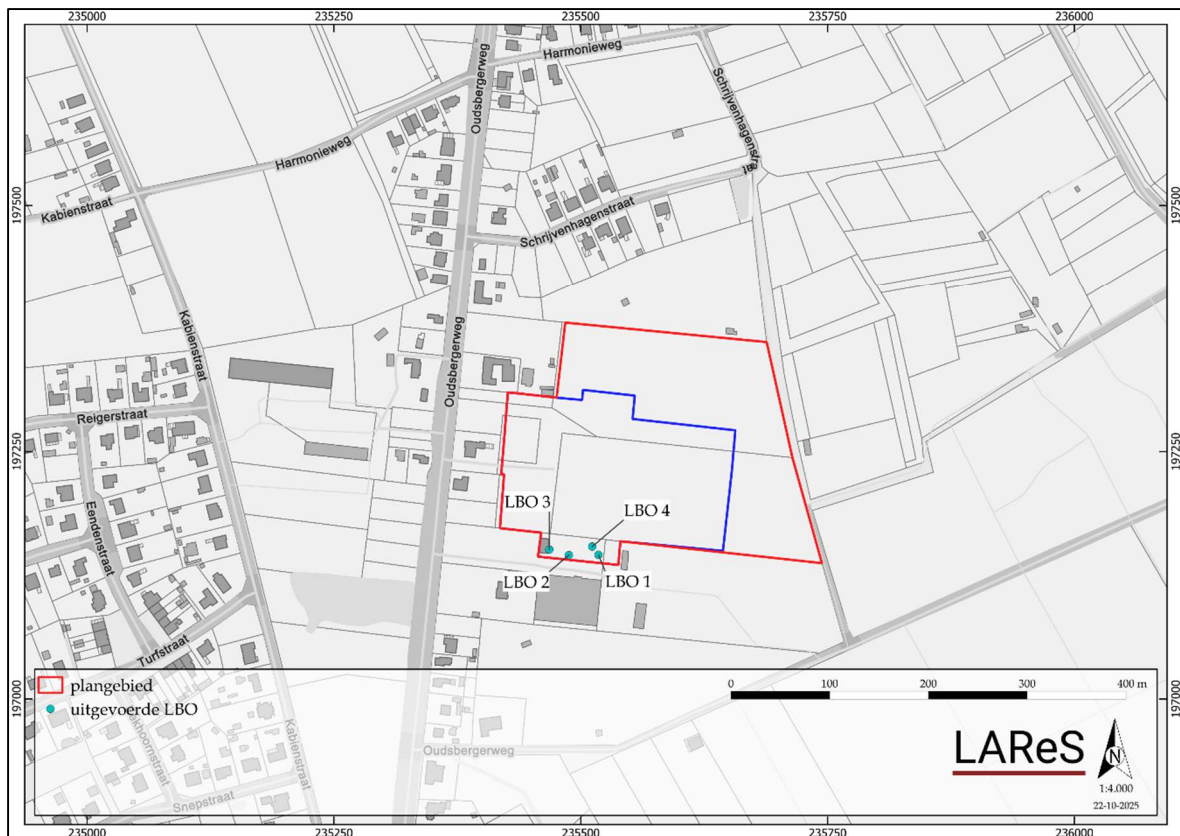 235000 235250 235500 235750 236000
Harmonieweg
Oudsbergerweg
Schrijvenhagenstraat
Harmonieweg
Kabienstraat
197500
197500
Schrijvenhagenstraat
Kabienstraat
Oudsbergerweg
Reigerstraat
197250
197250
Eendenstraat
LBO 3
LBO 4
LBO 2
LBO 1
Turfstraat
plangebied
uitgevoerde LBO
0 100 200 300 400 m
197000
197000
Kabienstraat
Oudsbergerweg
Snepstraat
LAReS
N
1:4.000
22-10-2025
235000 235250 235500 235750 236000